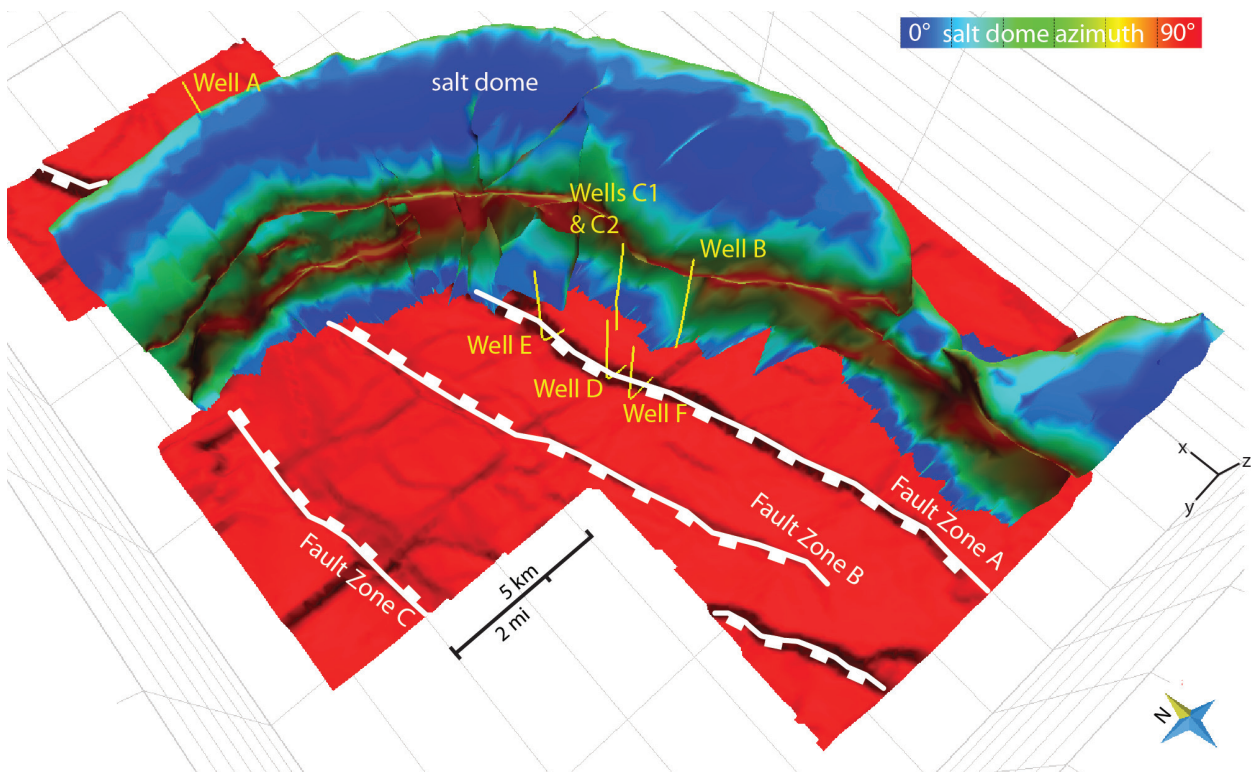 0° salt dome azimuth 90°
Well A
salt dome
Wells C1
& C2
Well B
Well E
Well D
Well F
x
z
y
Fault Zone A
Fault Zone B
Fault Zone C
5 km
2 mi
N